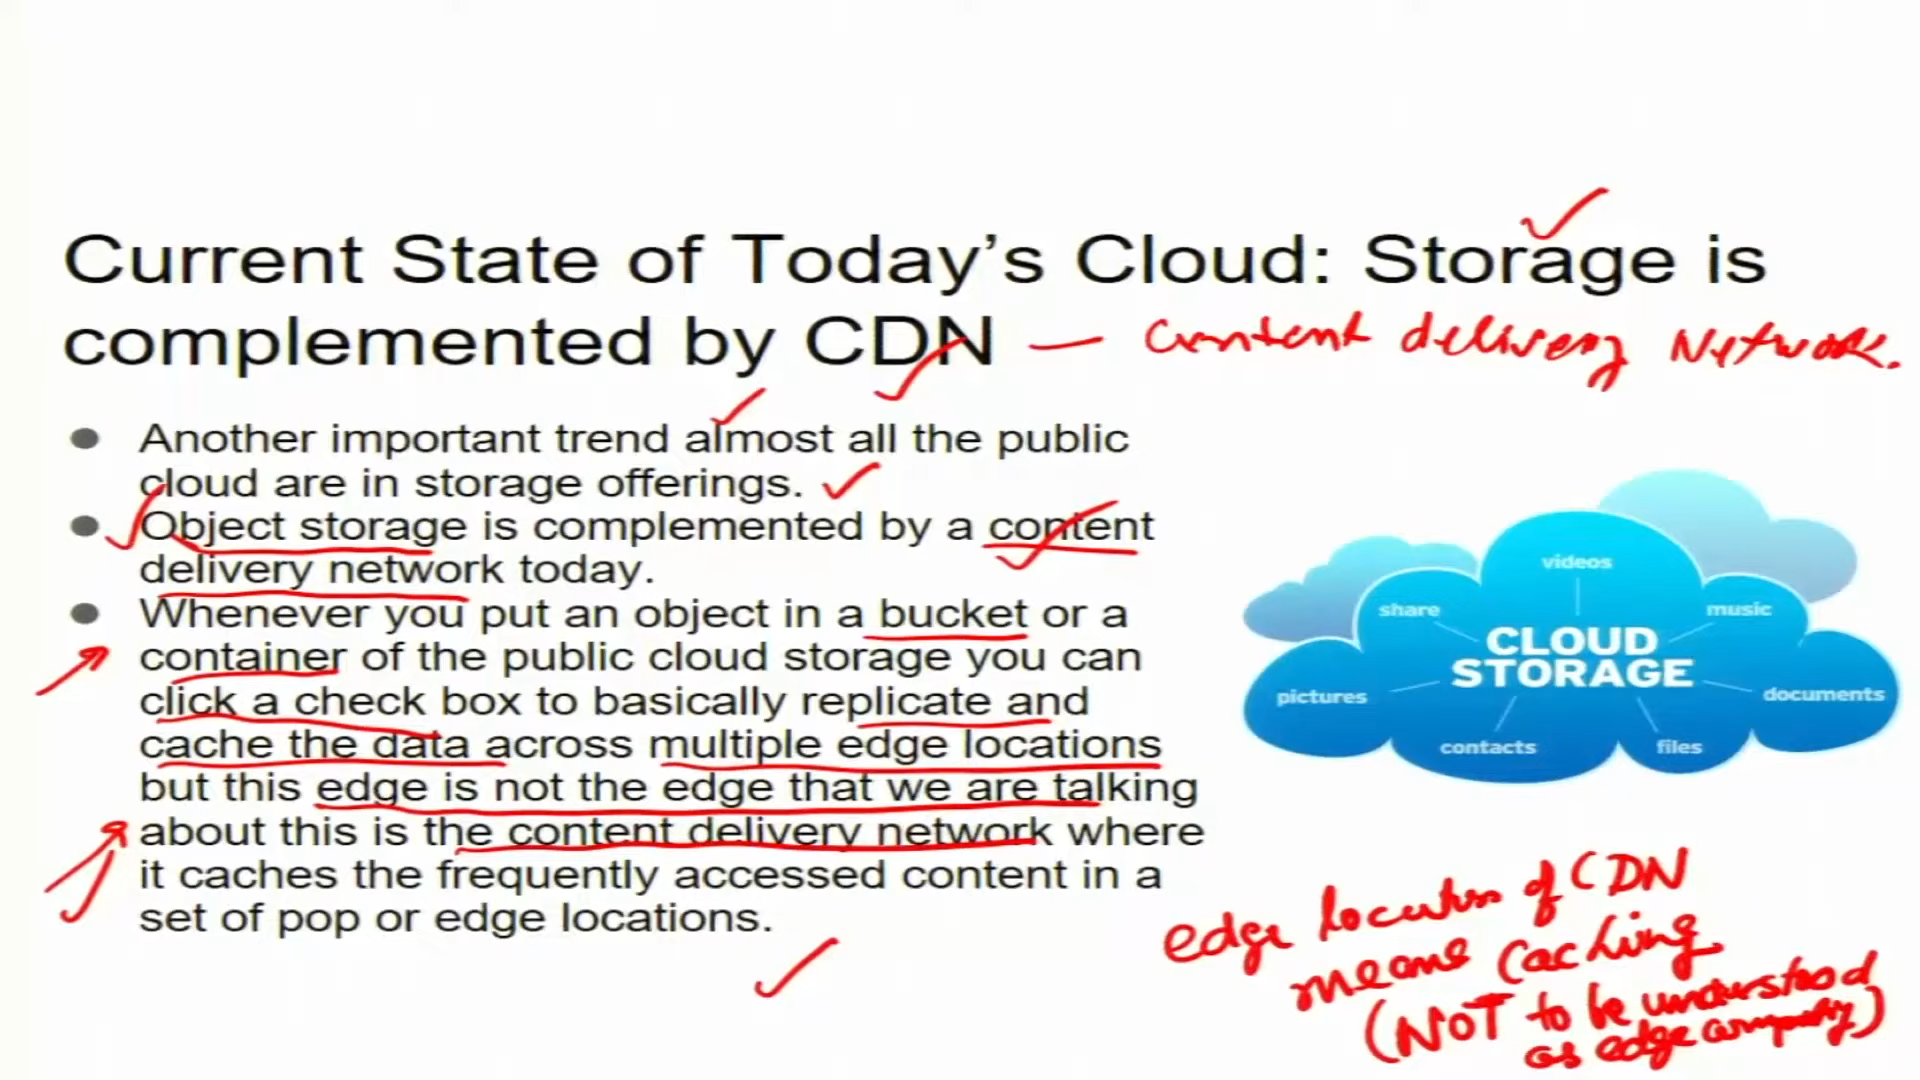 Current State of Today's Cloud: Storage is
complemented by CDN — Content delivery Network.
● Another important trend almost all the public
cloud are in storage offerings.
● Object storage is complemented by a content
delivery network today.
● Whenever you put an object in a bucket or a
container of the public cloud storage you can
click a check box to basically replicate and
cache the data across multiple edge locations
but this edge is not the edge that we are talking
about this is the content delivery network where
it caches the frequently accessed content in a
set of pop or edge locations.
videos
share
music
CLOUD
STORAGE
pictures
documents
contacts
files
edge locations of CDN
means caching
(NOT to be understood
as edge computing)